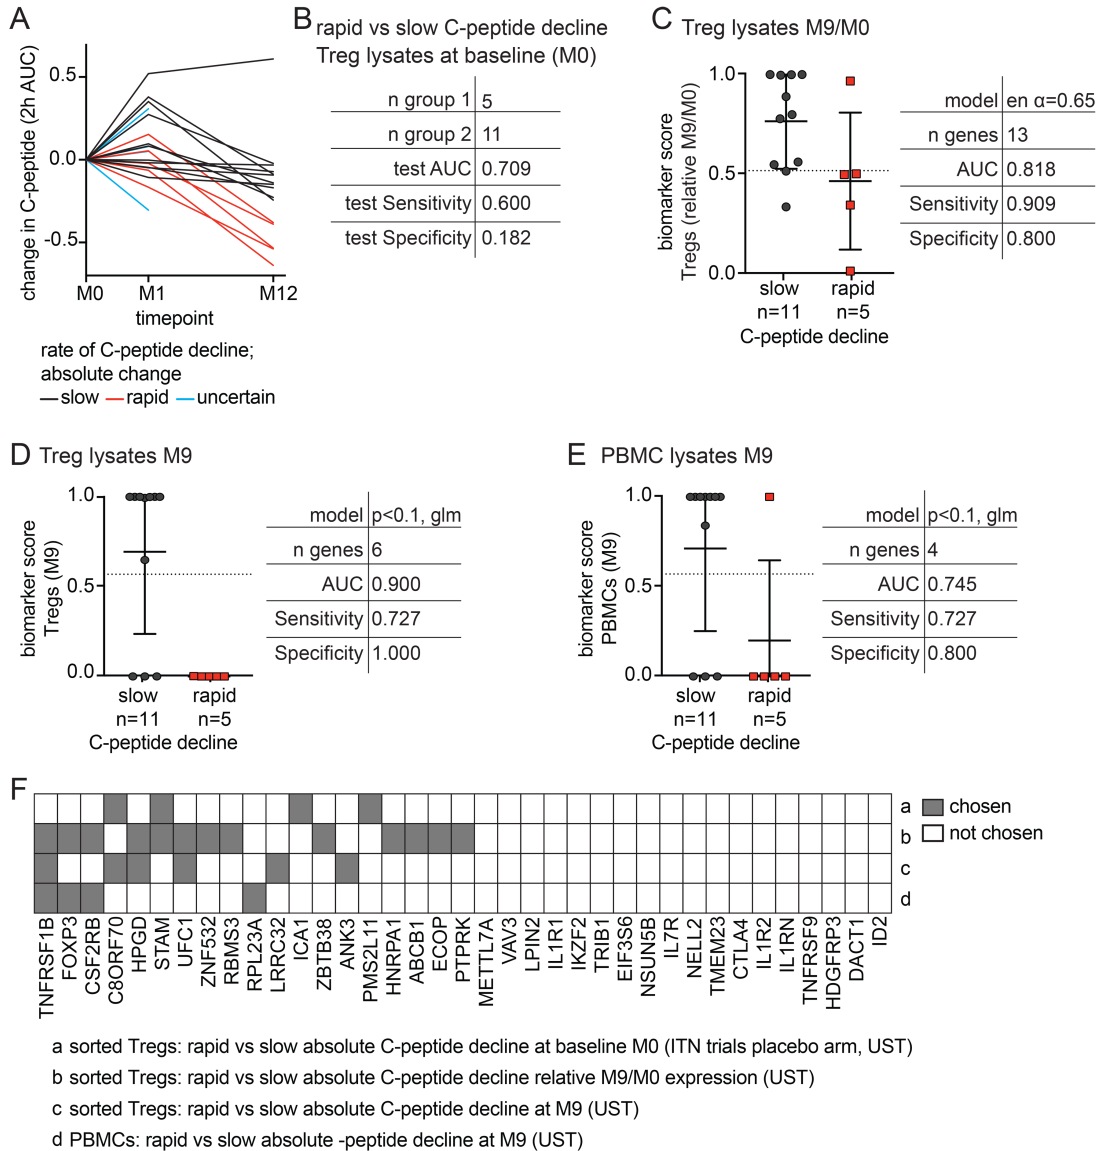 A
change in C-peptide (2h AUC)
0.5
0.0
-0.5
M0 M1 M12
timepoint
rate of C-peptide decline;
absolute change
slow rapid uncertain
B
rapid vs slow C-peptide decline
Treg lysates at baseline (M0)
n group 1 5
n group 2 11
test AUC 0.709
test Sensitivity 0.600
test Specificity 0.182
C Treg lysates M9/M0
biomarker score
Tregs (relative M9/M0)
1.0
0.5
0.0
slow rapid
n=11 n=5
C-peptide decline
model en α=0.65
n genes 13
AUC 0.818
Sensitivity 0.909
Specificity 0.800
D Treg lysates M9
biomarker score
Tregs (M9)
1.0
0.5
0.0
slow rapid
n=11 n=5
C-peptide decline
model p<0.1, glm
n genes 6
AUC 0.900
Sensitivity 0.727
Specificity 1.000
E PBMC lysates M9
biomarker score
PBMCs (M9)
1.0
0.5
0.0
slow rapid
n=11 n=5
C-peptide decline
model p<0.1, glm
n genes 4
AUC 0.745
Sensitivity 0.727
Specificity 0.800
F
a
b
c
d
chosen
not chosen
TNFRSF1B
FOXP3
CSF2RB
C8ORF70
HPGD
STAM
UFC1
ZNF532
RBMS3
RPL23A
LRRC32
ICA1
ZBTB38
ANK3
PMS2L11
HNRPA1
ABCB1
ECOP
PTPRK
METTL7A
VAV3
LPIN2
IL1R1
IKZF2
TRIB1
EIF3S6
NSUN5B
IL7R
NELL2
TMEM23
CTLA4
IL1R2
IL1RN
TNFRSF9
HDGFRP3
DACT1
ID2
a sorted Tregs: rapid vs slow absolute C-peptide decline at baseline M0 (ITN trials placebo arm, UST)
b sorted Tregs: rapid vs slow absolute C-peptide decline relative M9/M0 expression (UST)
c sorted Tregs: rapid vs slow absolute C-peptide decline at M9 (UST)
d PBMCs: rapid vs slow absolute -peptide decline at M9 (UST)